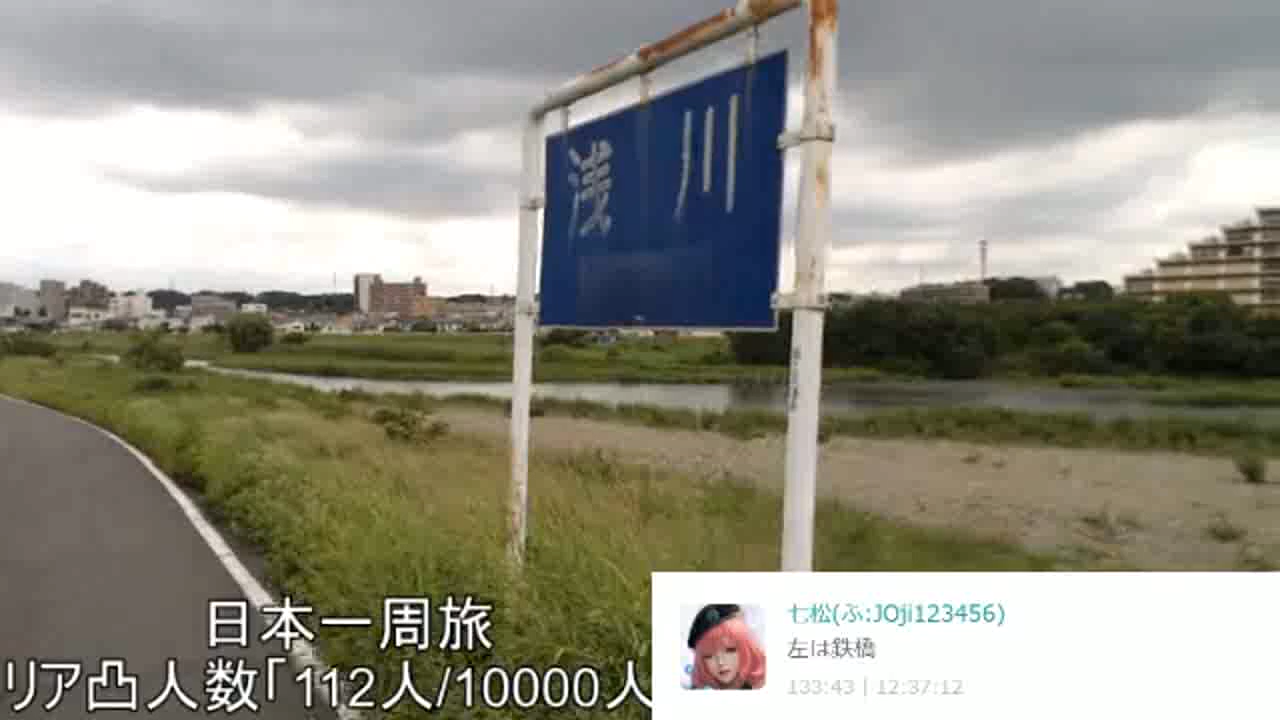 浅川
日本一周旅
リア凸人数「112人/10000人
七松(ふ:JOji123456)
左は鉄橋
133:43 | 12:37:12